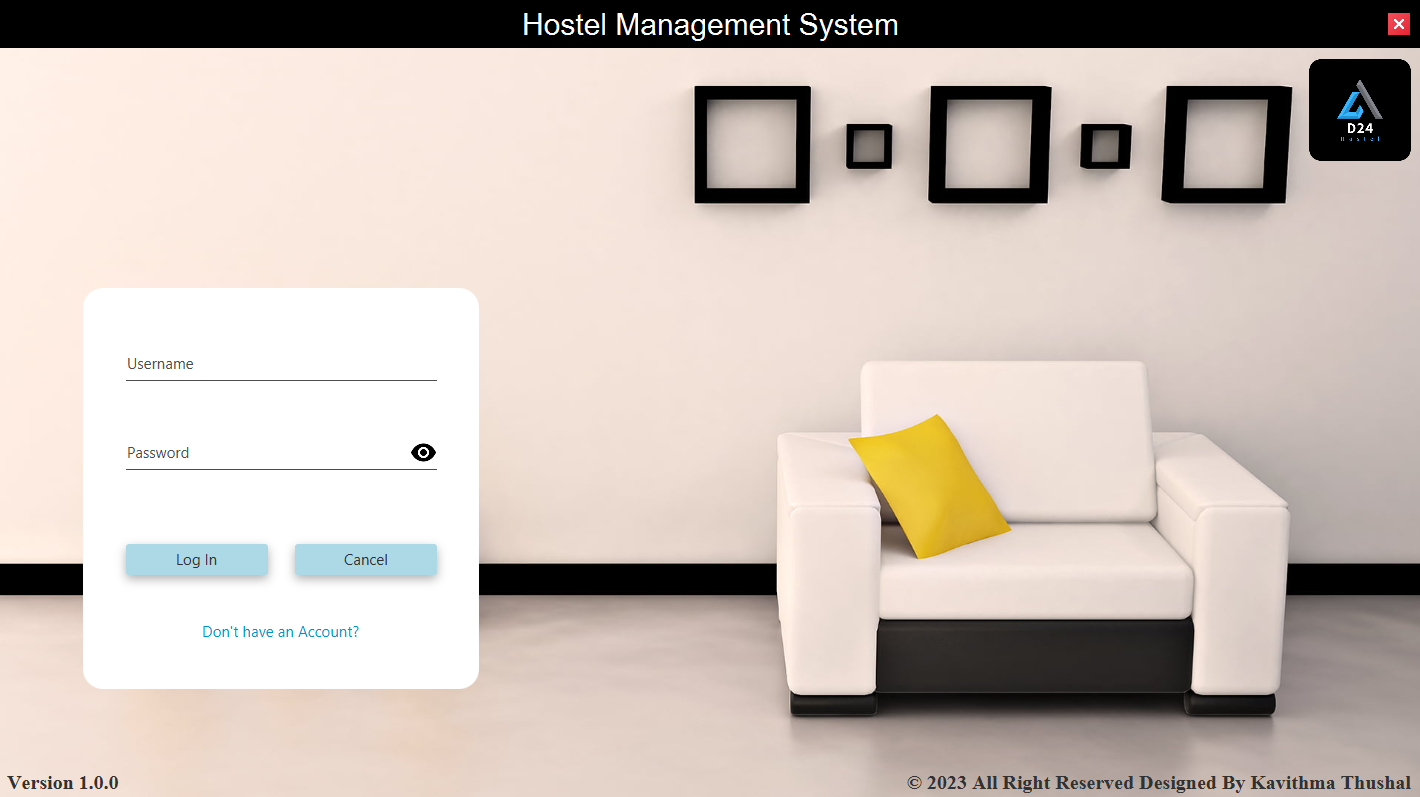 Hostel Management System
D24
Hostel
Username
Password
Log In
Cancel
Don't have an Account?
Version 1.0.0
© 2023 All Right Reserved Designed By Kavithma Thushal